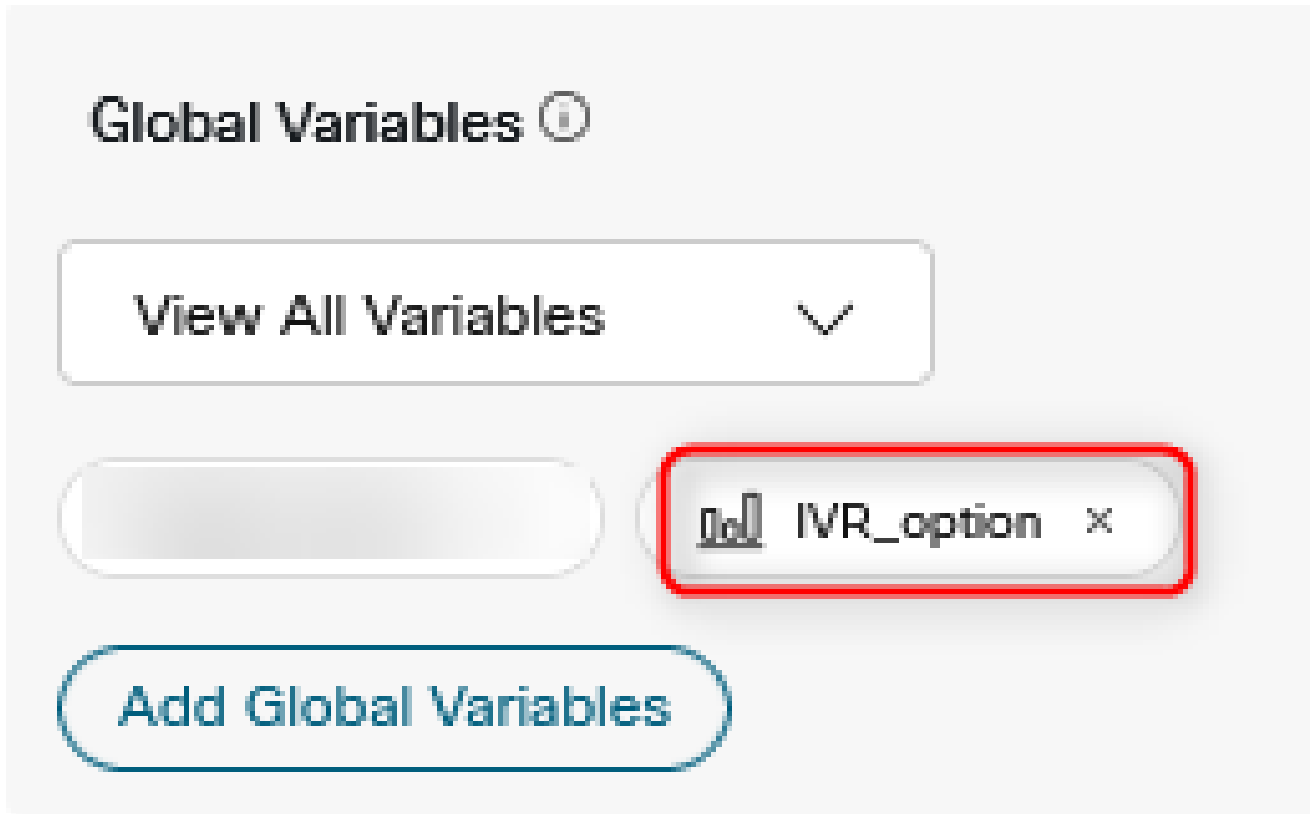 Global Variables
View All Variables
IVR_option ×
Add Global Variables